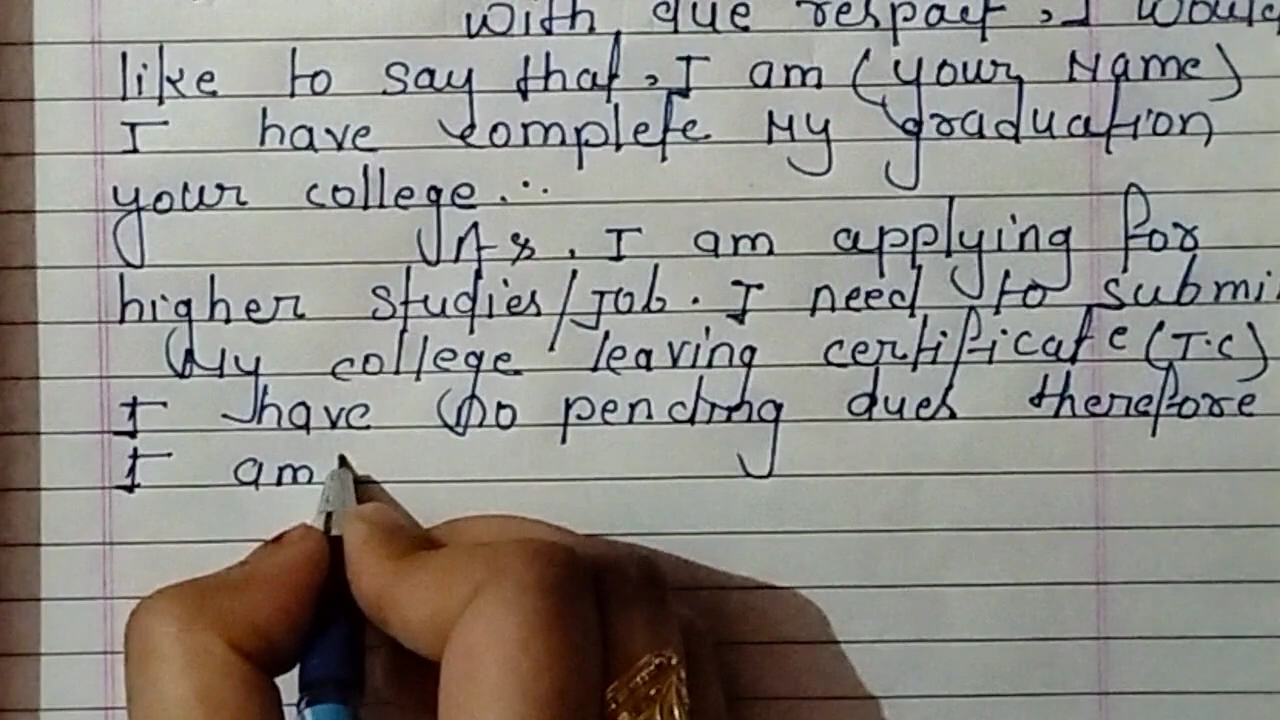 with due respact, I would
like to say that, I am (your Name)
I have complete My graduation
your college...
As, I am applying for
higher studies/Job. I need to submi
My college leaving certificate (T.C)
I have no pending dues therefore
I am